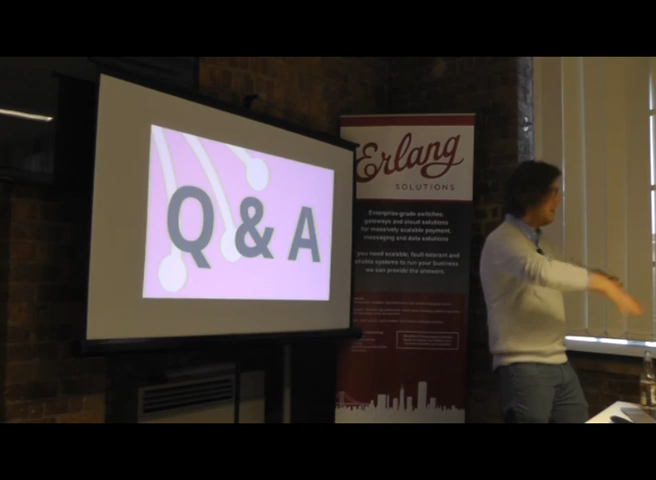 Q & A
Erlang
SOLUTIONS
Enterprise-grade switches,
gateways and cloud solutions
for massively scalable payment,
messaging and data solutions
you need scalable, fault-tolerant and
systems to run your business
we can provide the answers.